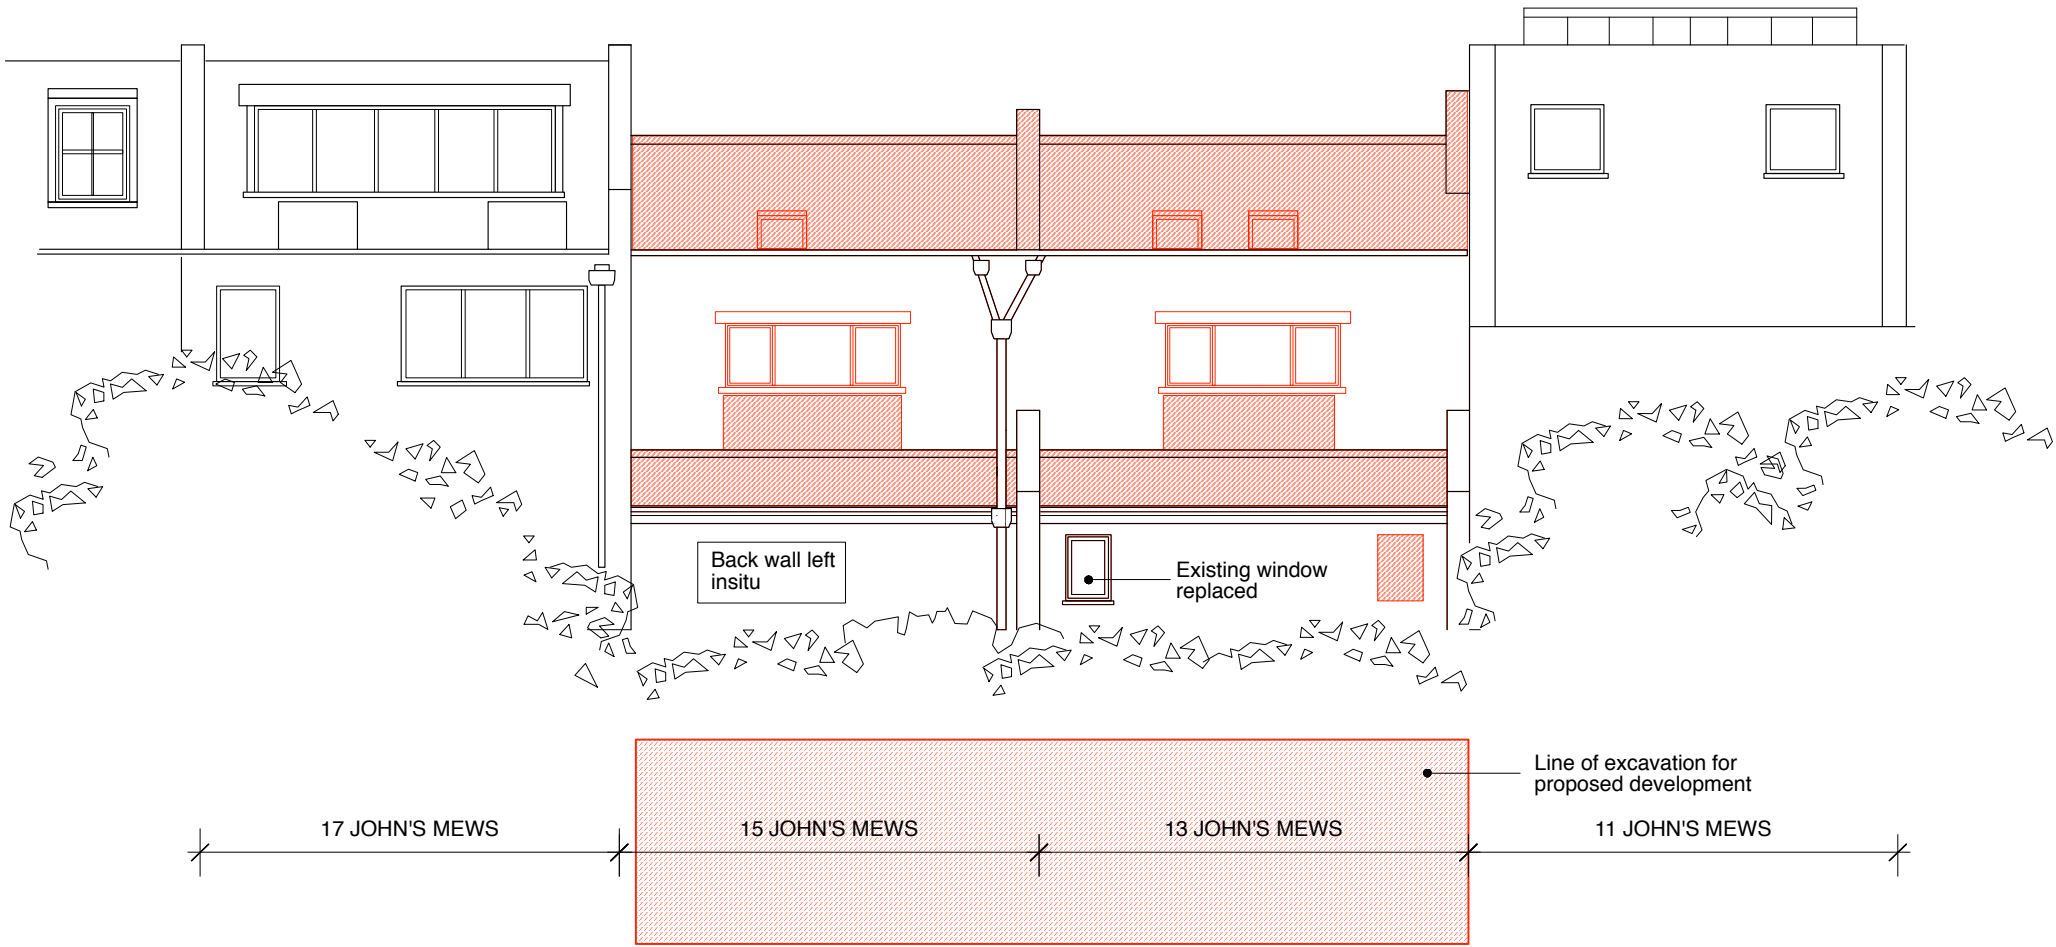 Back wall left
insitu
Existing window
replaced
Line of excavation for
proposed development
17 JOHN'S MEWS
15 JOHN'S MEWS
13 JOHN'S MEWS
11 JOHN'S MEWS